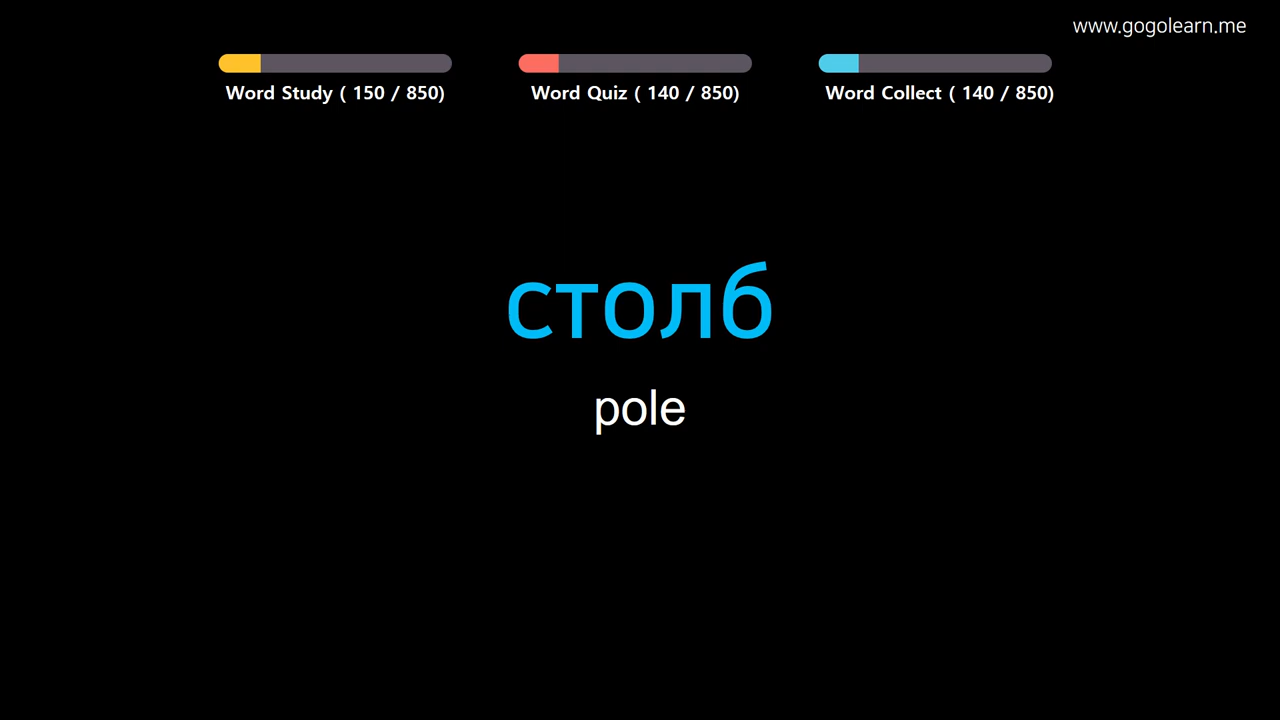 www.gogolearn.me
Word Study ( 150 / 850)
Word Quiz ( 140 / 850)
Word Collect ( 140 / 850)
столб
pole